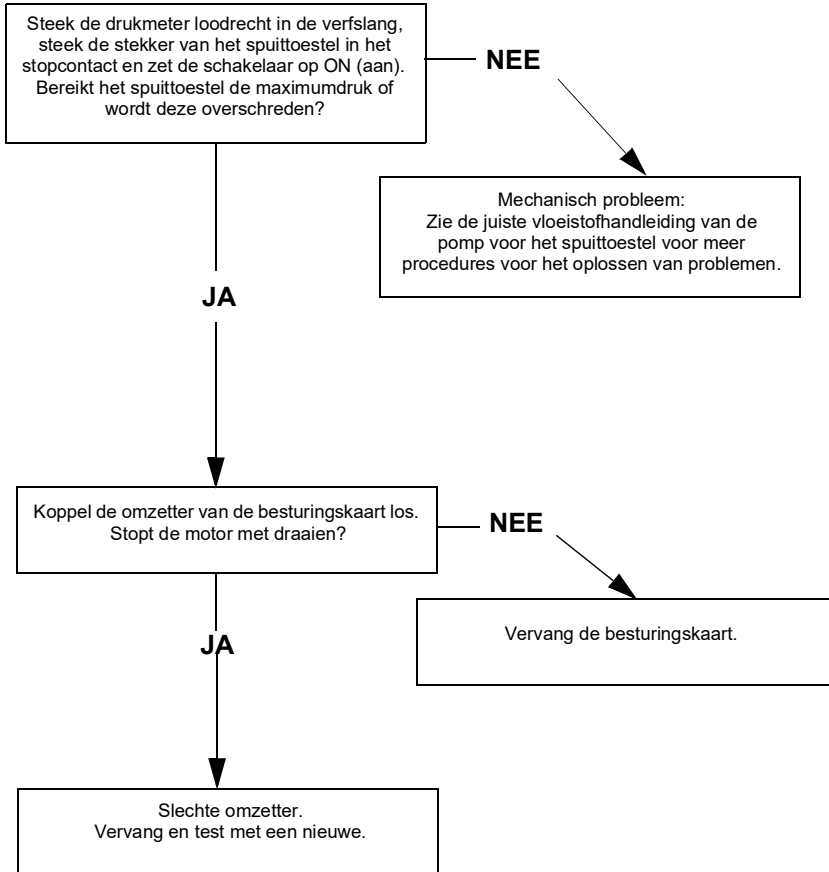 Steek de drukmeter loodrecht in de verfslang,
steek de stekker van het spuittoestel in het
stopcontact en zet de schakelaar op ON (aan).
Bereikt het spuittoestel de maximumdruk of
wordt deze overschreden?
NEE
Mechanisch probleem:
Zie de juiste vloeistofhandleiding van de
pomp voor het spuittoestel voor meer
procedures voor het oplossen van problemen.
JA
Koppel de omzetter van de besturingskaart los.
Stopt de motor met draaien?
NEE
Vervang de besturingskaart.
JA
Slechte omzetter.
Vervang en test met een nieuwe.